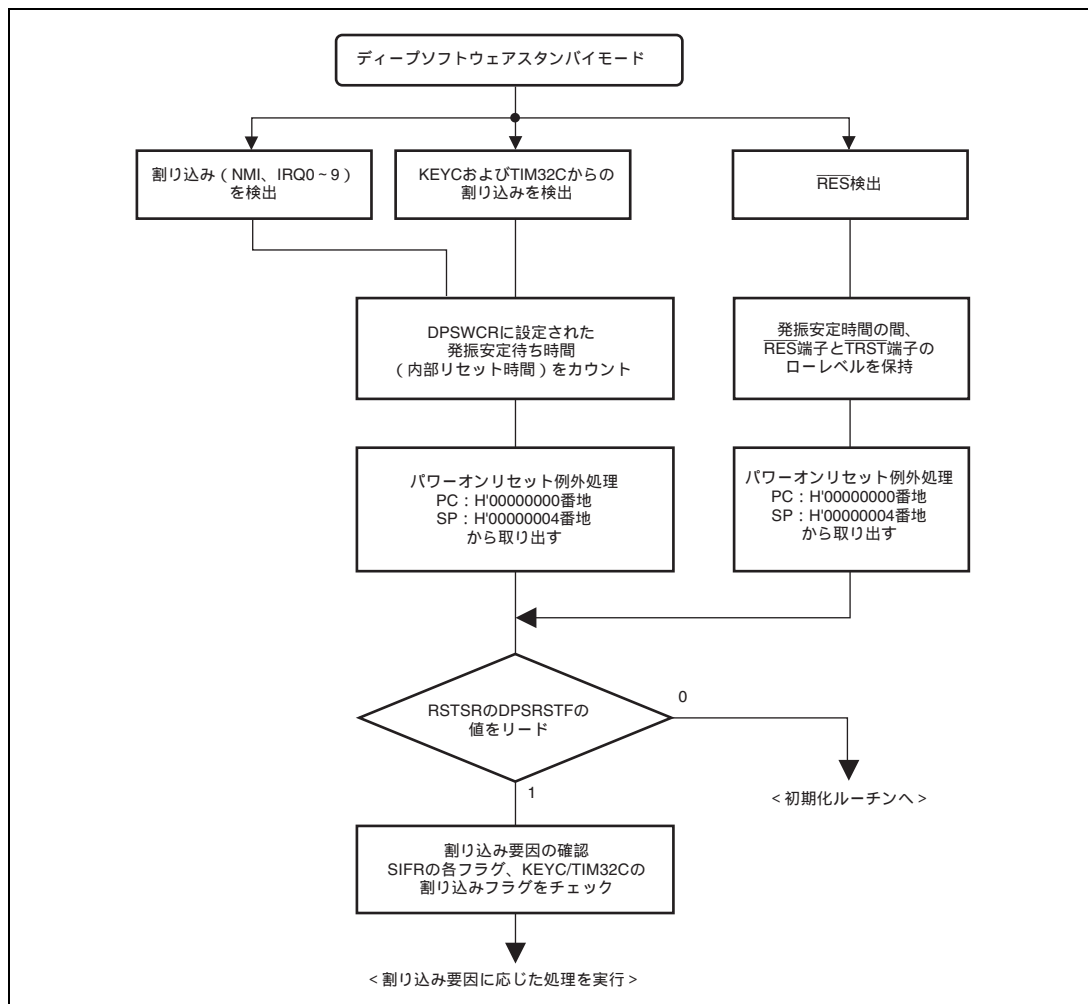 ディープソフトウェアスタンバイモード
割り込み(NMI、IRQ0~9)
を検出
KEYCおよびTIM32Cからの
割り込みを検出
RES検出
DPSWCRに設定された
発振安定待ち時間
(内部リセット時間)をカウント
発振安定時間の間、
RES端子とTRST端子の
ローレベルを保持
パワーオンリセット例外処理
PC:H'00000000番地
SP:H'00000004番地
から取り出す
パワーオンリセット例外処理
PC:H'00000000番地
SP:H'00000004番地
から取り出す
RSTSRのDPSRSTFの
値をリード
0
1
<初期化ルーチンへ>
割り込み要因の確認
SIFRの各フラグ、KEYC/TIM32Cの
割り込みフラグをチェック
<割り込み要因に応じた処理を実行>